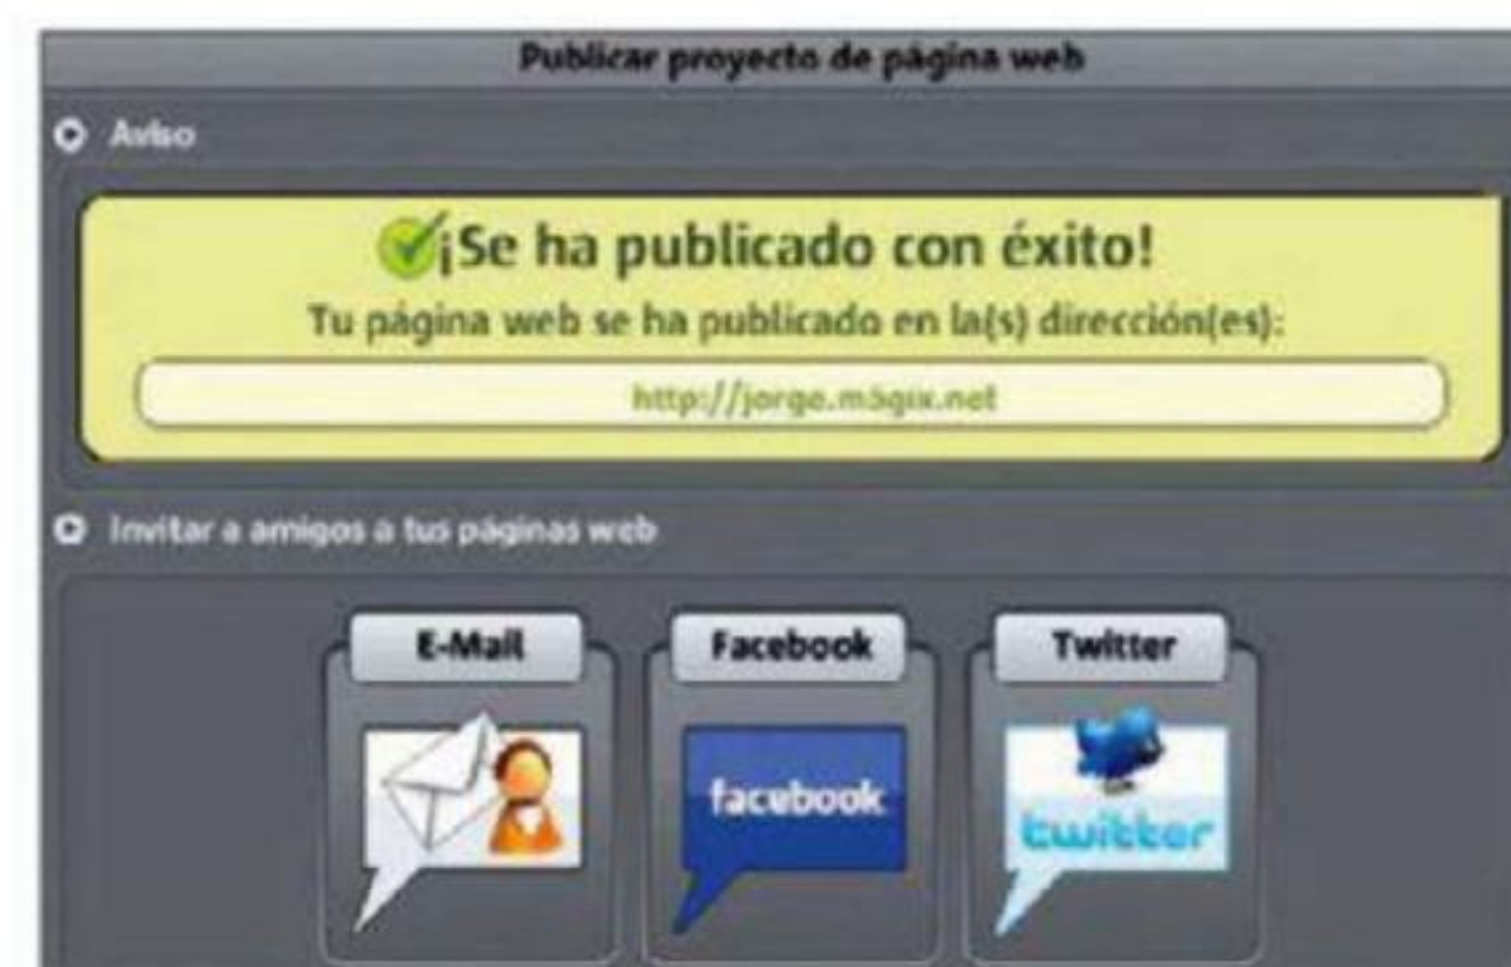 Publicar proyecto de página web
Aviso
¡Se ha publicado con éxito!
Tu página web se ha publicado en la(s) dirección(es):
http://jorge.magix.net
Invitar a amigos a tus páginas web
E-Mail
Facebook
Twitter
facebook
twitter